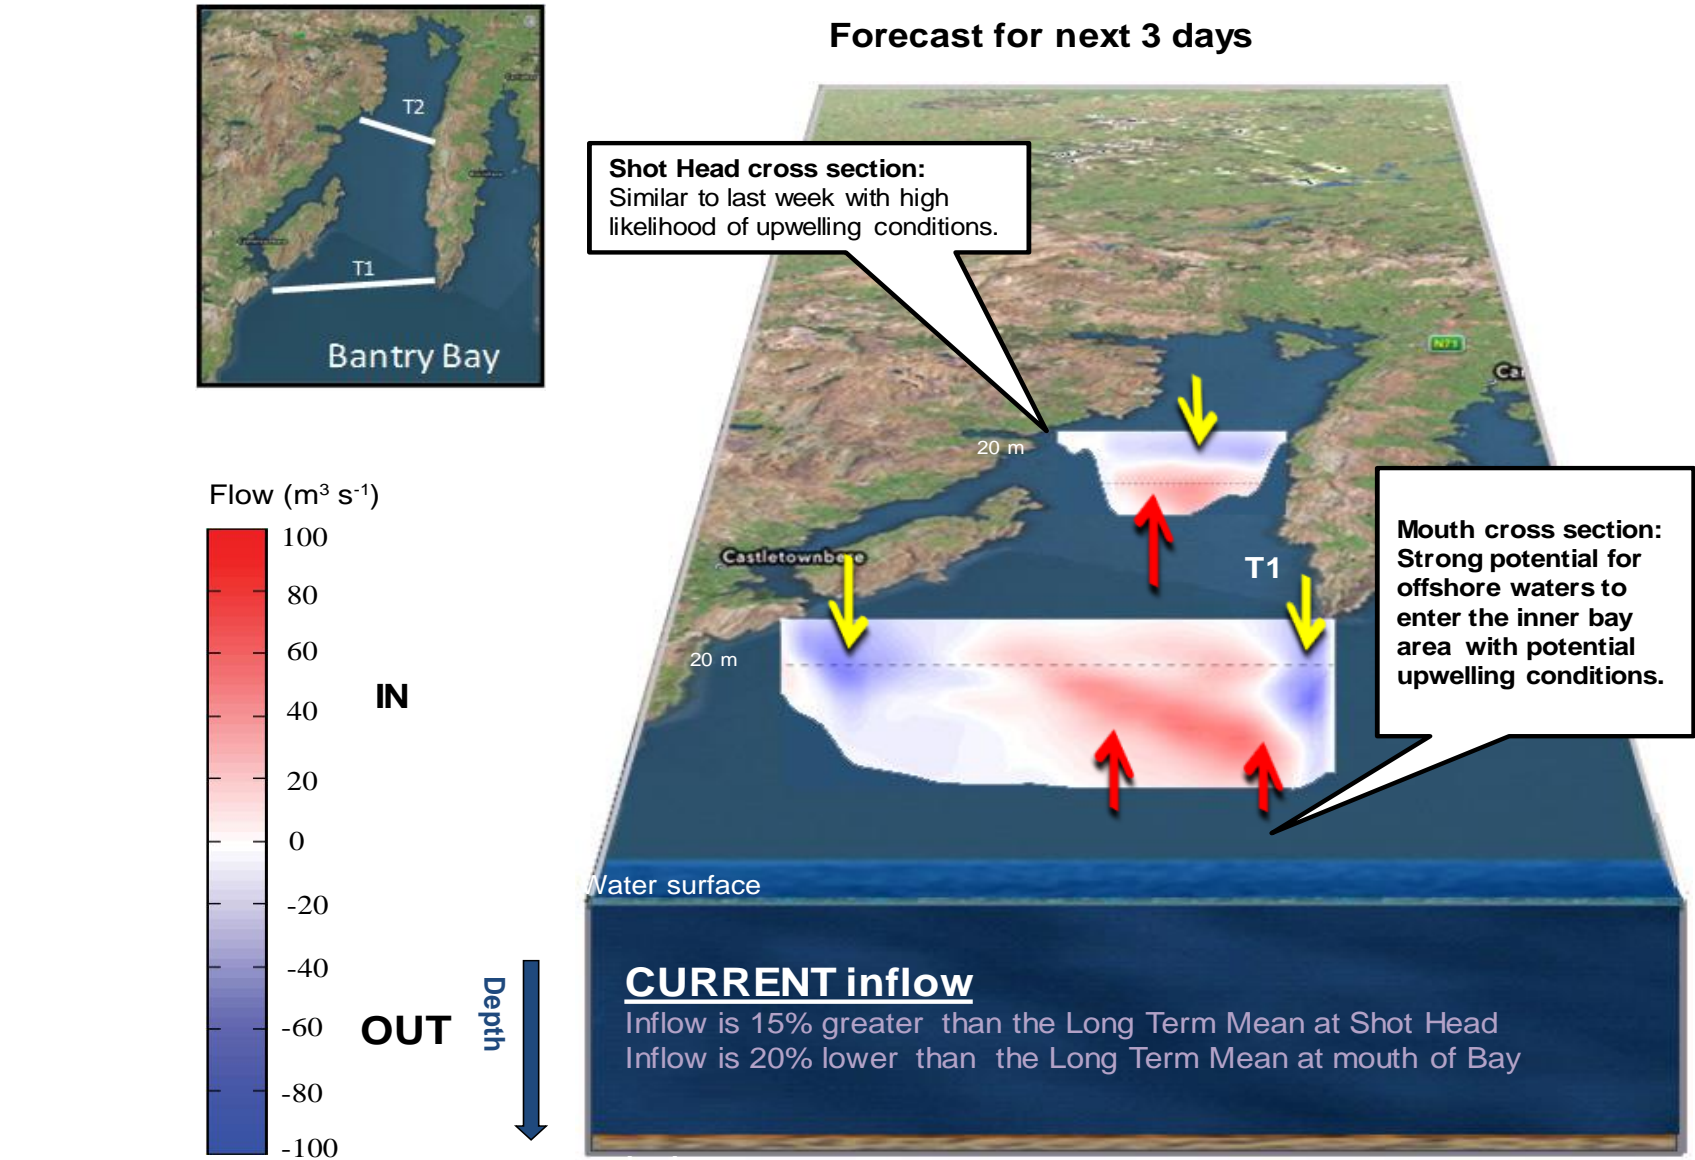 Forecast for next 3 days
T2
T1
Bantry Bay
Shot Head cross section:
Similar to last week with high
likelihood of upwelling conditions.
N71
20 m
Castletownbere
T1
20 m
Mouth cross section:
Strong potential for
offshore waters to
enter the inner bay
area with potential
upwelling conditions.
Flow (m³ s⁻¹)
100
80
60
40
20
0
-20
-40
-60
-80
-100
IN
OUT
Depth
Water surface
CURRENT inflow
Inflow is 15% greater than the Long Term Mean at Shot Head
Inflow is 20% lower than the Long Term Mean at mouth of Bay